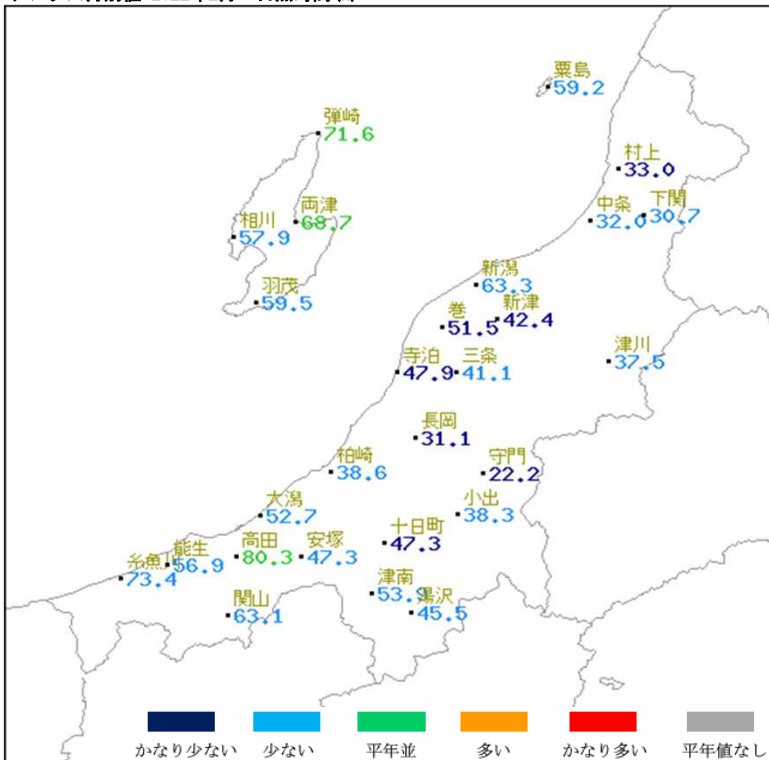 粟島
59.2
弾崎
71.6
村上
33.0
下関
30.7
中条
32.0
両津
68.7
相川
57.9
新潟
63.3
羽茂
59.5
新津
42.4
巻
51.5
津川
37.5
寺泊
47.9
三条
41.1
長岡
31.1
柏崎
38.6
守門
22.2
小出
38.3
大潟
52.7
十日町
47.3
高田
80.3
安塚
47.3
能生
56.9
糸魚川
73.4
津南
湯沢
45.5
関山
63.1
かなり少ない 少ない 平年並 多い かなり多い 平年値なし